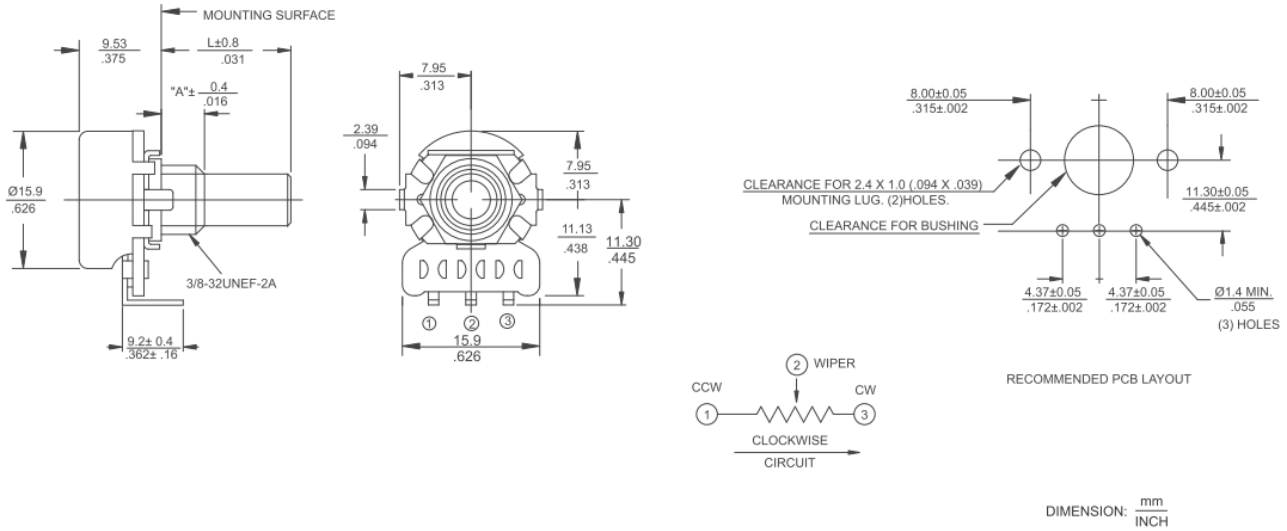 MOUNTING SURFACE
9.53
.375
L±0.8
.031
"A"± 0.4
.016
Ø15.9
.626
3/8-32UNEF-2A
9.2± 0.4
.362± .16
7.95
.313
2.39
.094
7.95
.313
11.13
.438
11.30
.445
1 2 3
15.9
.626
8.00±0.05
.315±.002
8.00±0.05
.315±.002
CLEARANCE FOR 2.4 X 1.0 (.094 X .039)
MOUNTING LUG. (2)HOLES.
CLEARANCE FOR BUSHING
11.30±0.05
.445±.002
4.37±0.05
.172±.002
4.37±0.05
.172±.002
Ø1.4 MIN.
.055
(3) HOLES
RECOMMENDED PCB LAYOUT
2 WIPER
CCW
CW
1
3
CLOCKWISE
CIRCUIT
DIMENSION: mm
INCH